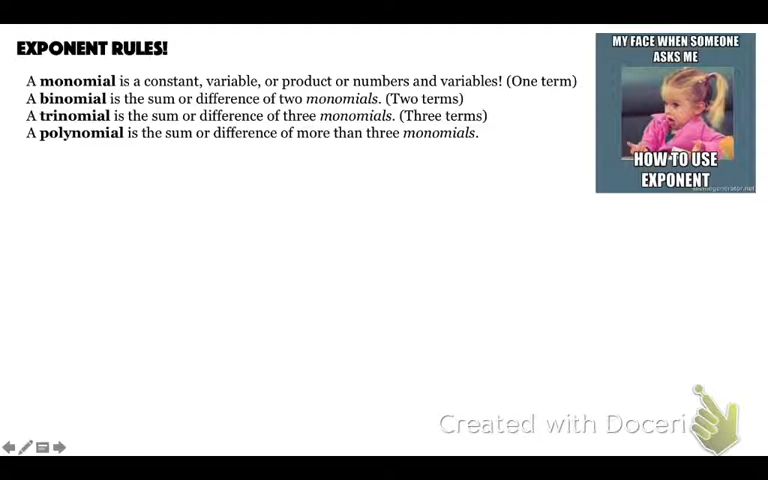 EXPONENT RULES!
A monomial is a constant, variable, or product or numbers and variables! (One term)
A binomial is the sum or difference of two monomials. (Two terms)
A trinomial is the sum or difference of three monomials. (Three terms)
A polynomial is the sum or difference of more than three monomials.
MY FACE WHEN SOMEONE
ASKS ME
HOW TO USE
EXPONENT
Created with Doceri